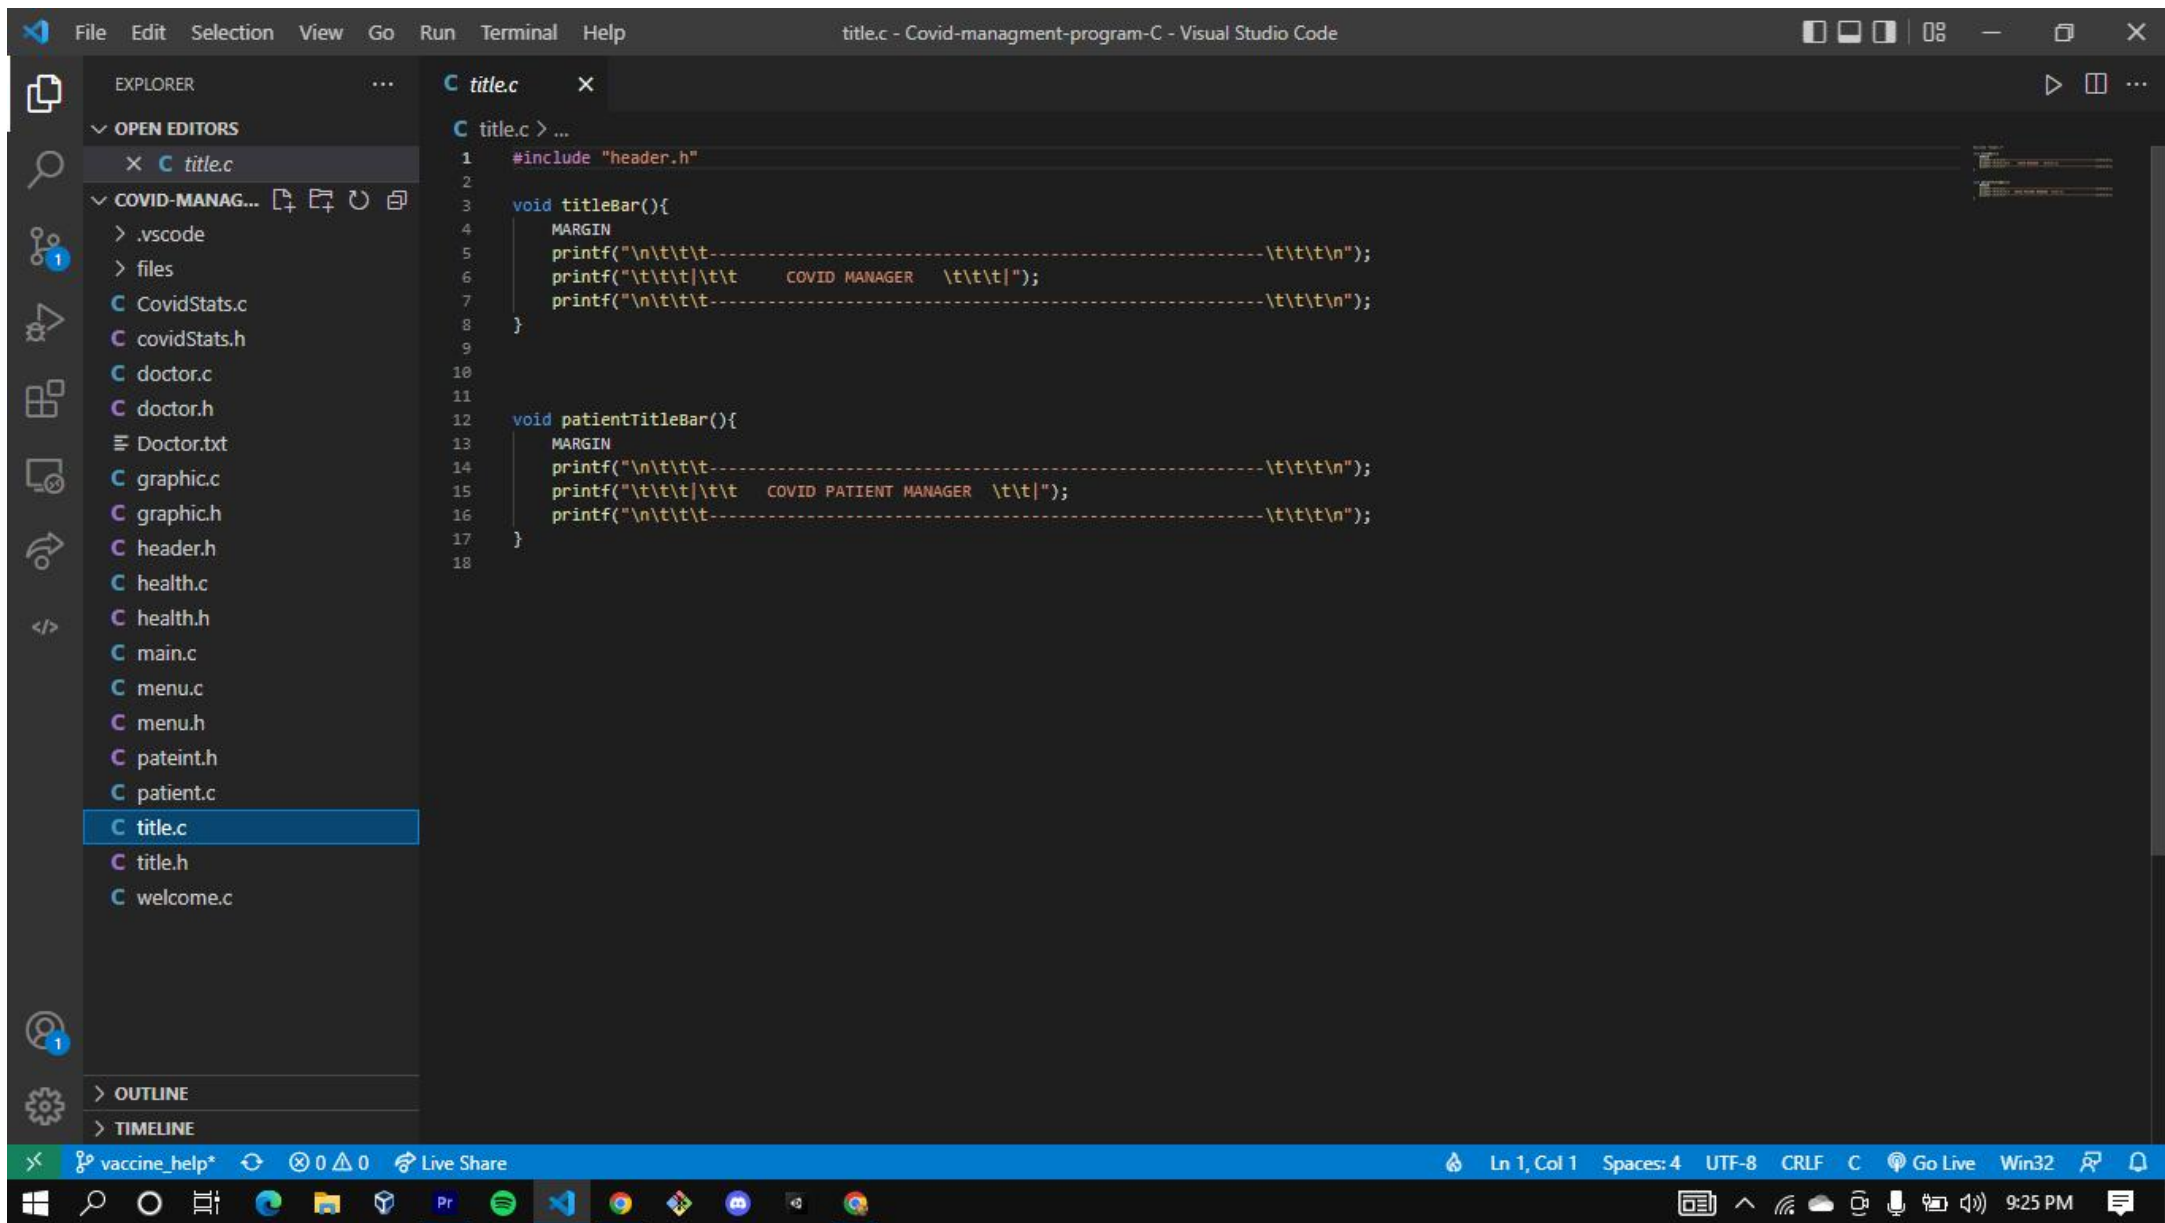 File Edit Selection View Go Run Terminal Help title.c - Covid-managment-program-C - Visual Studio Code
EXPLORER
OPEN EDITORS
title.c
COVID-MANAG...
.vscode
files
CovidStats.c
covidStats.h
doctor.c
doctor.h
Doctor.txt
graphic.c
graphic.h
header.h
health.c
health.h
main.c
menu.c
menu.h
pateint.h
patient.c
title.c
title.h
welcome.c
OUTLINE
TIMELINE
title.c
title.c > ...
1 #include "header.h"
2
3 void titleBar(){
4 MARGIN
5 printf("\n\t\t\t---------------------------------------------------------\t\t\t\n");
6 printf("\t\t\t|\t\t     COVID MANAGER   \t\t\t|");
7 printf("\n\t\t\t---------------------------------------------------------\t\t\t\n");
8 }
9
10
11
12 void patientTitleBar(){
13 MARGIN
14 printf("\n\t\t\t---------------------------------------------------------\t\t\t\n");
15 printf("\t\t\t|\t\t   COVID PATIENT MANAGER  \t\t|");
16 printf("\n\t\t\t---------------------------------------------------------\t\t\t\n");
17 }
18
1
1
vaccine_help* 0 0 Live Share Ln 1, Col 1 Spaces: 4 UTF-8 CRLF C Go Live Win32
Pr 9:25 PM